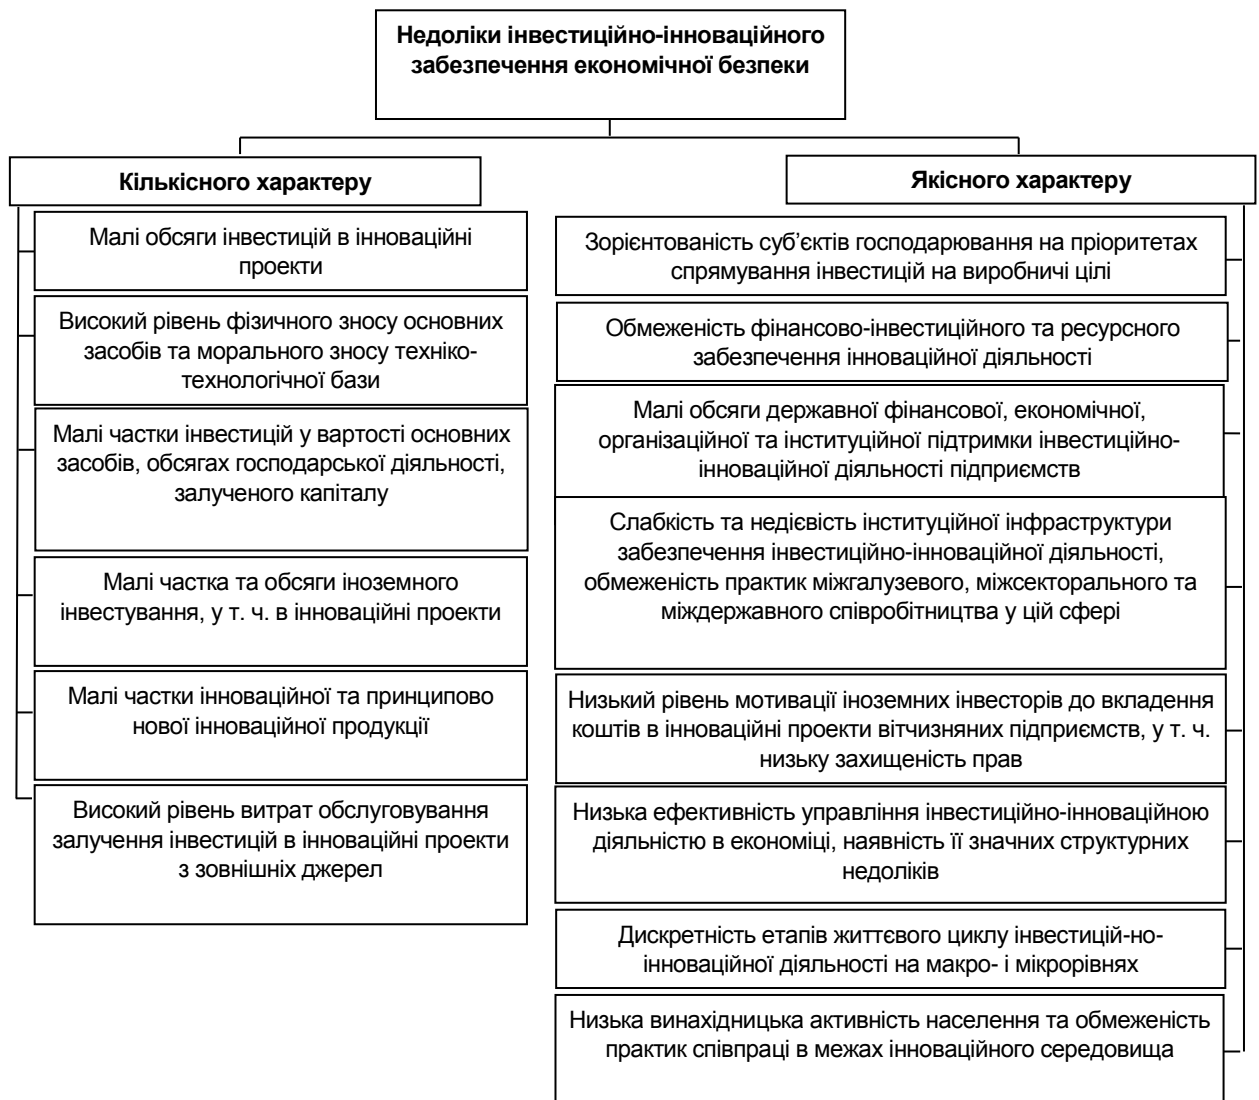 Недоліки інвестиційно-інноваційного
забезпечення економічної безпеки
Кількісного характеру
Малі обсяги інвестицій в інноваційні
проекти
Високий рівень фізичного зносу основних
засобів та морального зносу техніко-
технологічної бази
Малі частки інвестицій у вартості основних
засобів, обсягах господарської діяльності,
залученого капіталу
Малі частка та обсяги іноземного
інвестування, у т. ч. в інноваційні проекти
Малі частки інноваційної та принципово
нової інноваційної продукції
Високий рівень витрат обслуговування
залучення інвестицій в інноваційні проекти
з зовнішніх джерел
Якісного характеру
Зорієнтованість суб’єктів господарювання на пріоритетах
спрямування інвестицій на виробничі цілі
Обмеженість фінансово-інвестиційного та ресурсного
забезпечення інноваційної діяльності
Малі обсяги державної фінансової, економічної,
організаційної та інституційної підтримки інвестиційно-
інноваційної діяльності підприємств
Слабкість та недієвість інституційної інфраструктури
забезпечення інвестиційно-інноваційної діяльності,
обмеженість практик міжгалузевого, міжсекторального та
міждержавного співробітництва у цій сфері
Низький рівень мотивації іноземних інвесторів до вкладення
коштів в інноваційні проекти вітчизняних підприємств, у т. ч.
низьку захищеність прав
Низька ефективність управління інвестиційно-інноваційною
діяльністю в економіці, наявність її значних структурних
недоліків
Дискретність етапів життєвого циклу інвестицій-но-
інноваційної діяльності на макро- і мікрорівнях
Низька винахідницька активність населення та обмеженість
практик співпраці в межах інноваційного середовища